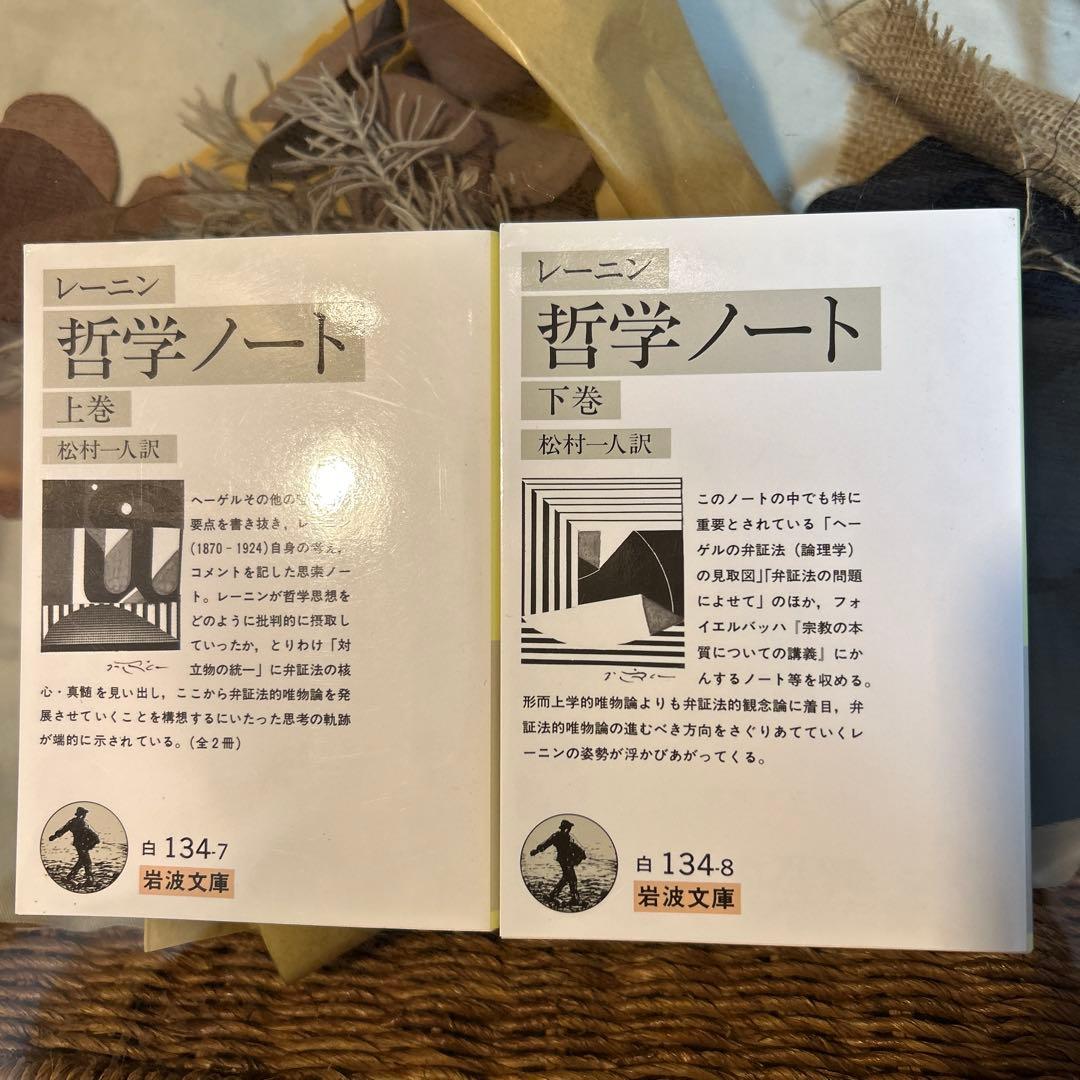 レーニン
哲学ノート
上巻
松村一人訳
ヘーゲルその他の
要点を書き抜き，レーニン
(1870‐1924)自身の考え，
コメントを記した思索ノー
ト。レーニンが哲学思想を
どのように批判的に摂取し
ていったか，とりわけ「対
立物の統一」に弁証法の核
心・真髄を見い出し，ここから弁証法的唯物論を発
展させていくことを構想するにいたった思考の軌跡
が端的に示されている。(全2冊)
白 134-7
岩波文庫
レーニン
哲学ノート
下巻
松村一人訳
このノートの中でも特に
重要とされている「ヘー
ゲルの弁証法（論理学）
の見取図」「弁証法の問題
によせて」のほか，フォ
イエルバッハ『宗教の本
質についての講義』にか
んするノート等を収める。
形而上学的唯物論よりも弁証法的観念論に着目，弁
証法的唯物論の進むべき方向をさぐりあてていくレ
ーニンの姿勢が浮かびあがってくる。
白 134-8
岩波文庫